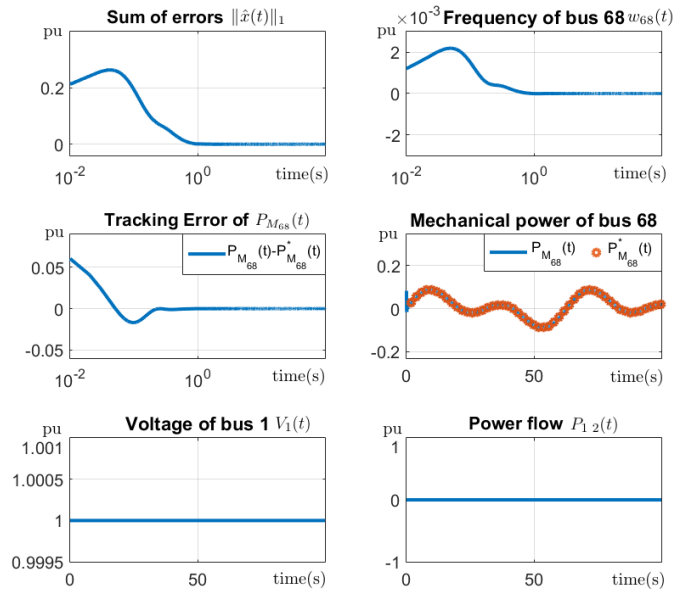 Sum of errors ‖x̂(t)‖₁
pu
0.2
0
10⁻²
10⁰
time(s)
Frequency of bus 68 w₆₈(t)
pu
×10⁻³
2
0
-2
10⁻²
10⁰
time(s)
Tracking Error of P_{M₆₈}(t)
pu
P_{M₆₈}(t)-P*_{M₆₈}(t)
0.05
0
-0.05
10⁻²
10⁰
time(s)
Mechanical power of bus 68
pu
P_{M₆₈}(t) P*_{M₆₈}(t)
0.2
0
-0.2
0
50
time(s)
Voltage of bus 1 V₁(t)
pu
1.001
1.0005
1
0.9995
0
50
time(s)
Power flow P₁ ₂(t)
pu
1
0
-1
0
50
time(s)